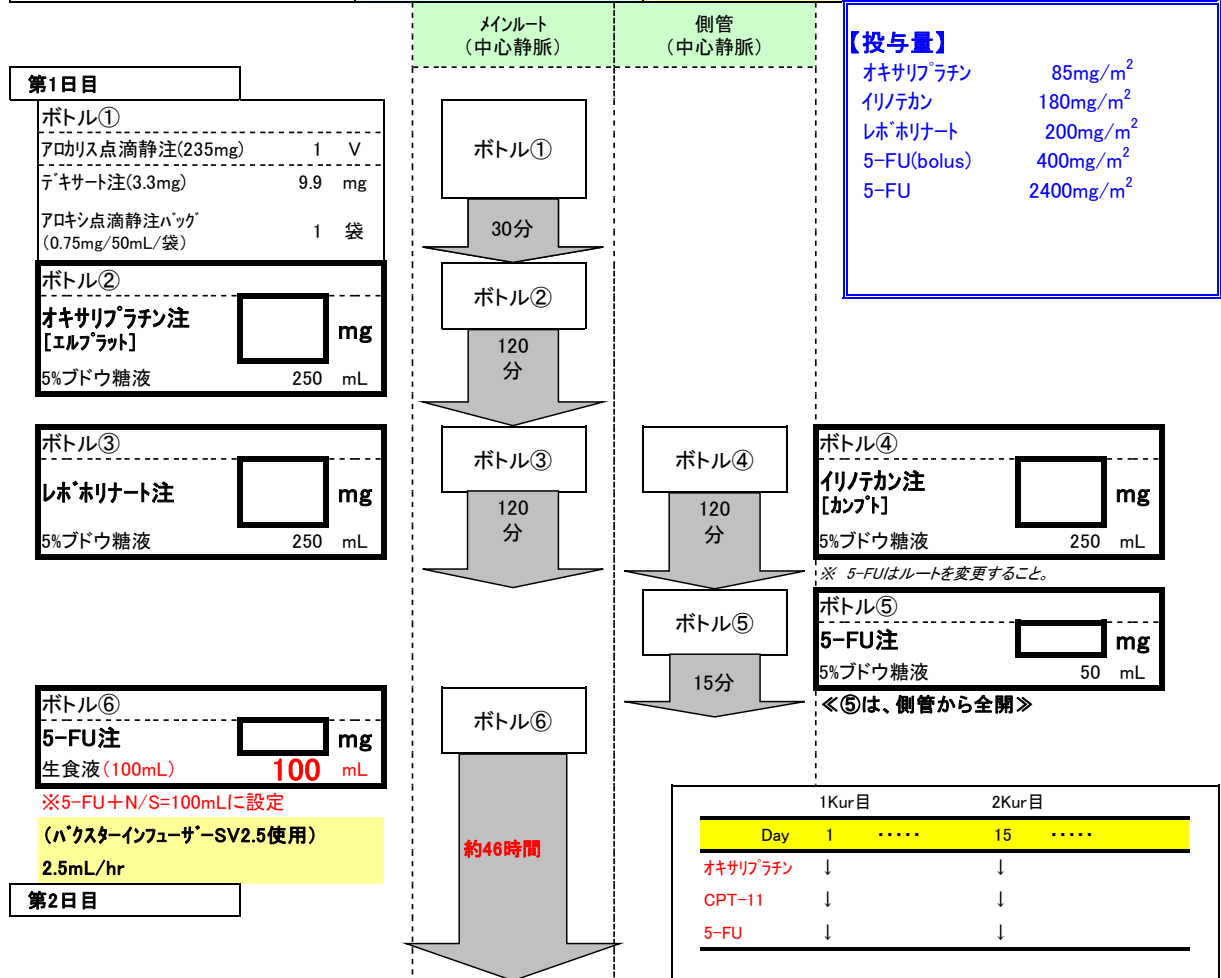 メインルート
（中心静脈）
側管
（中心静脈）
【投与量】
オキサリプラチン 85mg/m2
イリノテカン 180mg/m2
レボホリナート 200mg/m2
5-FU(bolus) 400mg/m2
5-FU 2400mg/m2
第1日目
ボトル①
アロカリス点滴静注(235mg) 1 V
デキサート注(3.3mg) 9.9 mg
アロキシ点滴静注バッグ
(0.75mg/50mL/袋) 1 袋
ボトル①
30分
ボトル②
オキサリプラチン注
[エルプラット]
mg
5%ブドウ糖液 250 mL
ボトル②
120
分
ボトル③
レボホリナート注 mg
5%ブドウ糖液 250 mL
ボトル③
120
分
ボトル④
120
分
ボトル④
イリノテカン注
[カンプト]
mg
5%ブドウ糖液 250 mL
※ 5-FUはルートを変更すること。
ボトル⑤
15分
ボトル⑤
5-FU注 mg
5%ブドウ糖液 50 mL
≪⑤は、側管から全開≫
ボトル⑥
5-FU注 mg
生食液(100mL) 100 mL
※5-FU＋N/S=100mLに設定
(バクスターインフューザーSV2.5使用)
2.5mL/hr
ボトル⑥
約46時間
第2日目
1Kur目 2Kur目
Day 1 ‥‥‥ 15 ‥‥‥
オキサリプラチン ↓ ↓
CPT-11 ↓ ↓
5-FU ↓ ↓